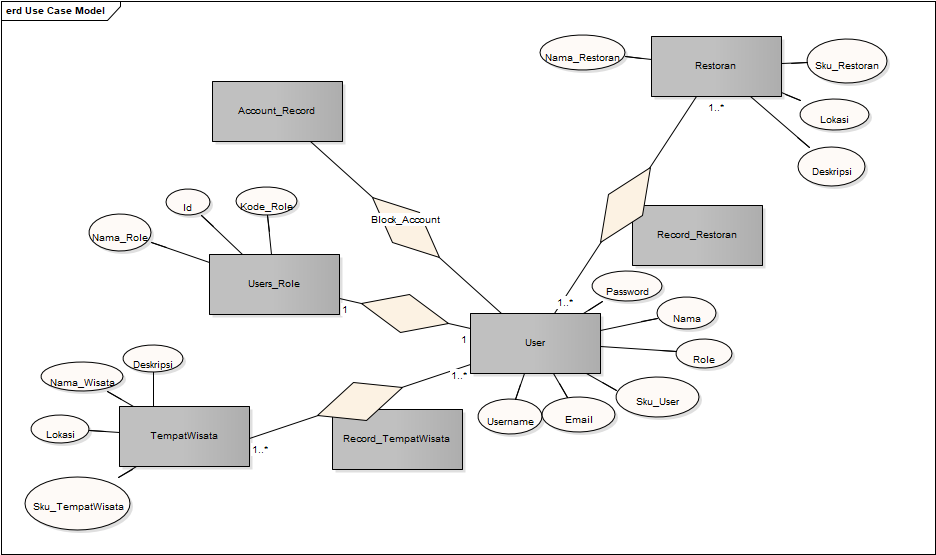 erd Use Case Model
Nama_Restoran
Restoran
Sku_Restoran
Account_Record
1..*
Lokasi
Deskripsi
Id
Kode_Role
Block_Account
Nama_Role
Record_Restoran
Users_Role
Password
1..*
1
Nama
1
User
Role
Deskripsi
1..*
Nama_Wisata
Sku_User
Username
Email
Lokasi
TempatWisata
Record_TempatWisata
1..*
Sku_TempatWisata